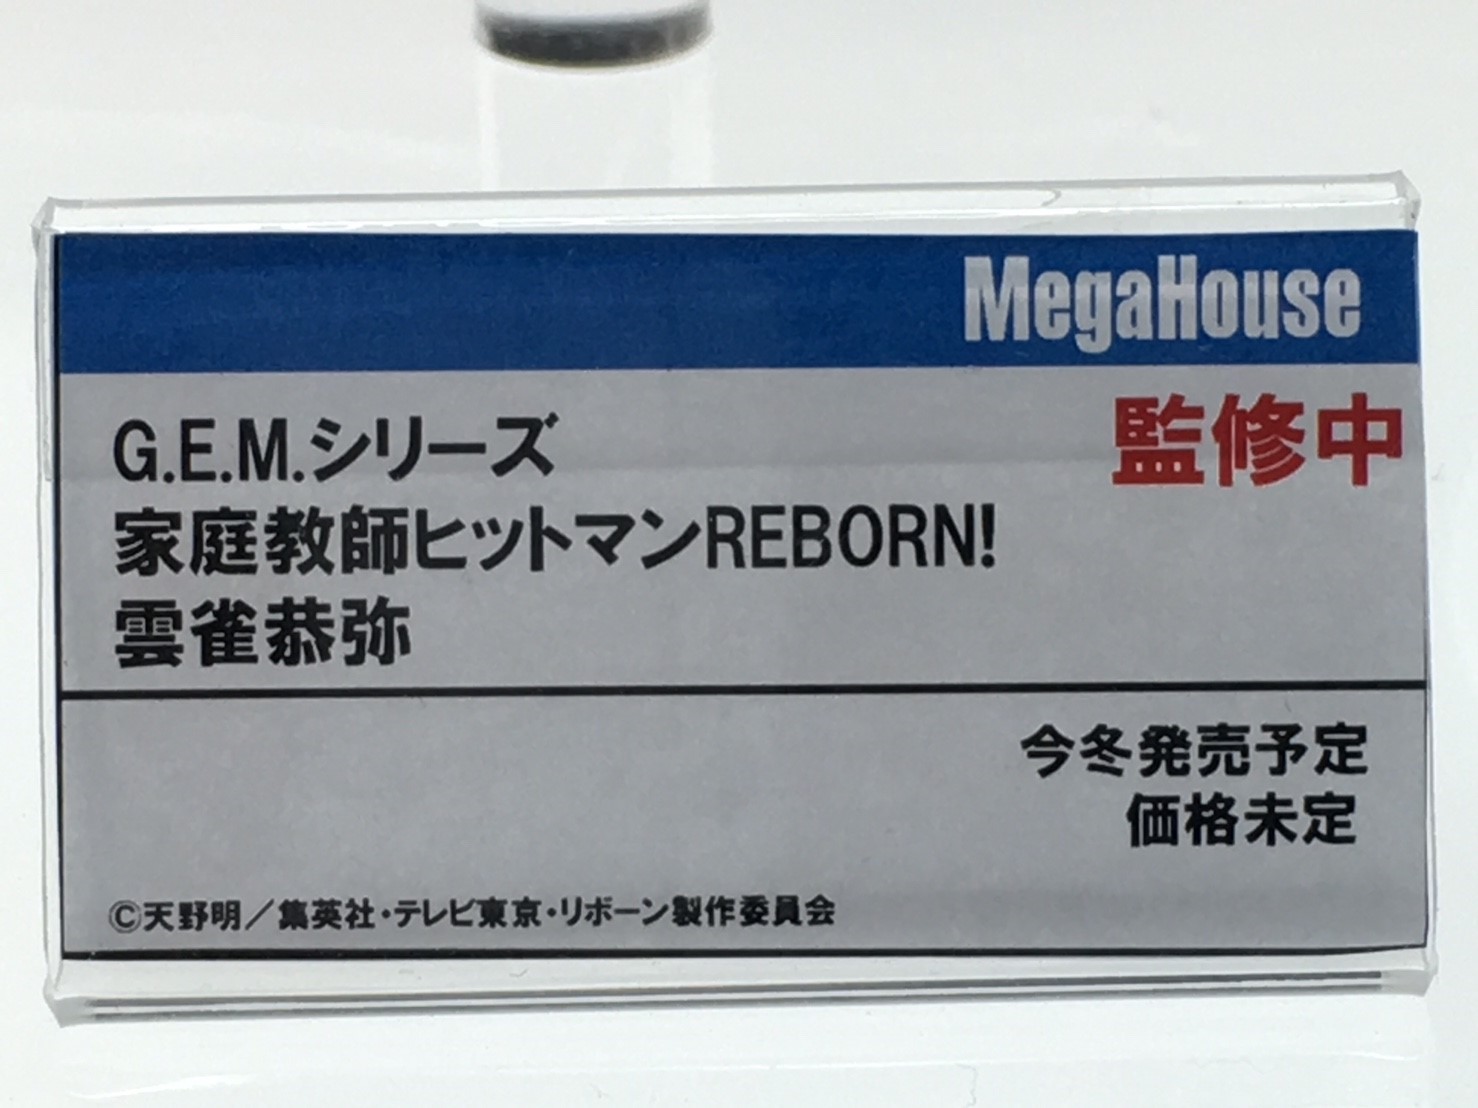 MegaHouse
監修中
G.E.M.シリーズ
家庭教師ヒットマンREBORN!
雲雀恭弥
今冬発売予定
価格未定
©天野明／集英社・テレビ東京・リボーン製作委員会